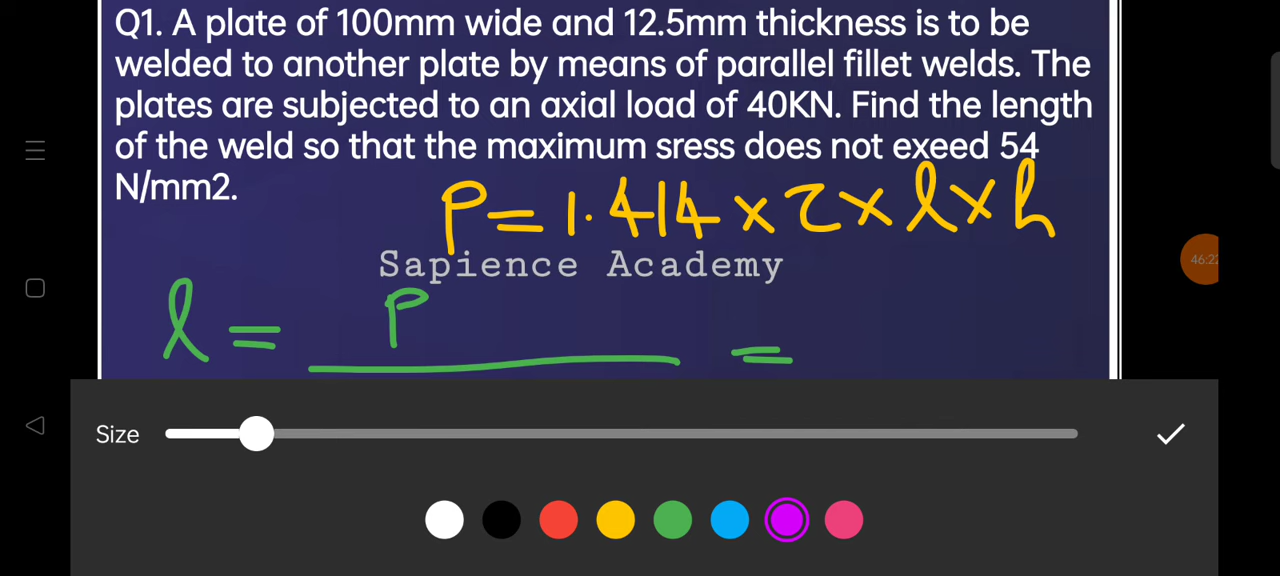 Q1. A plate of 100mm wide and 12.5mm thickness is to be
welded to another plate by means of parallel fillet welds. The
plates are subjected to an axial load of 40KN. Find the length
of the weld so that the maximum sress does not exeed 54
N/mm2.
P = 1.414 × τ × l × h
Sapience Academy
46:22
l = P =
Size